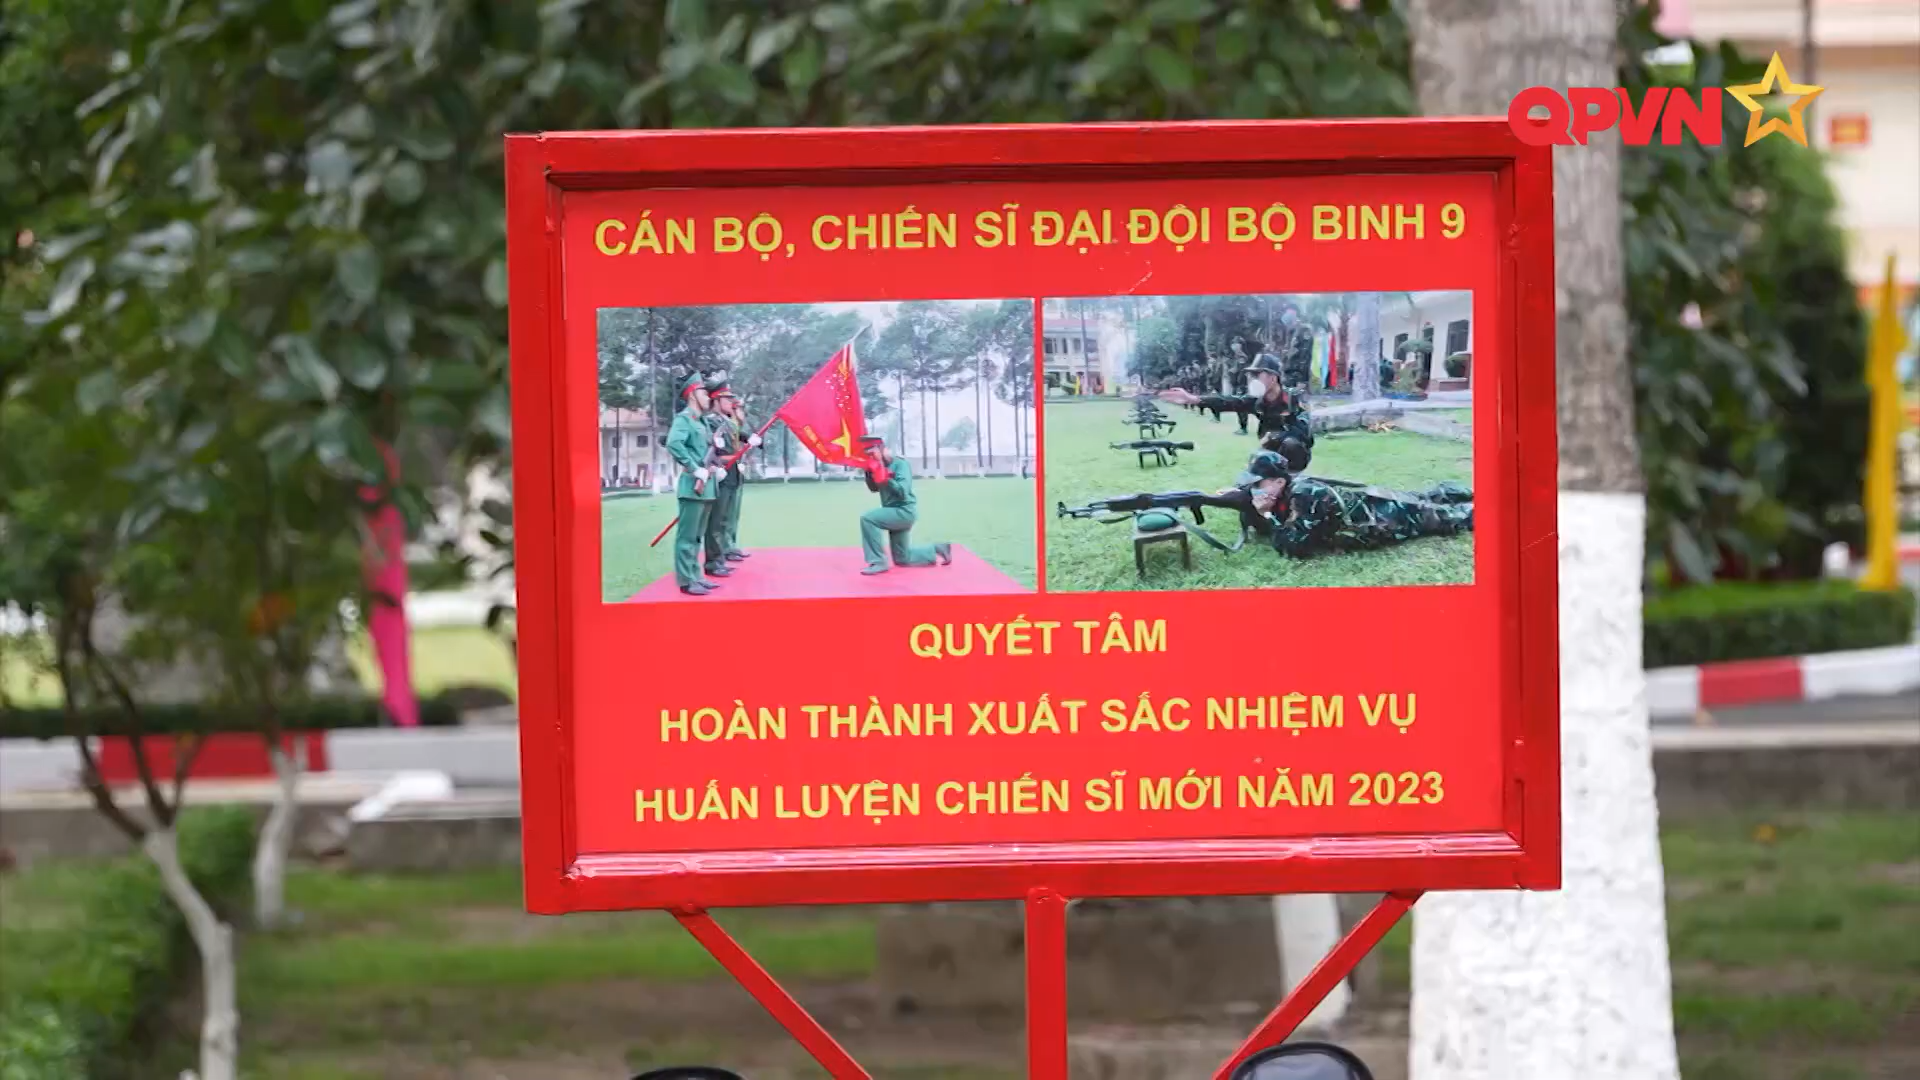 QPVN
CÁN BỘ, CHIẾN SĨ ĐẠI ĐỘI BỘ BINH 9
QUYẾT TÂM
HOÀN THÀNH XUẤT SẮC NHIỆM VỤ
HUẤN LUYỆN CHIẾN SĨ MỚI NĂM 2023